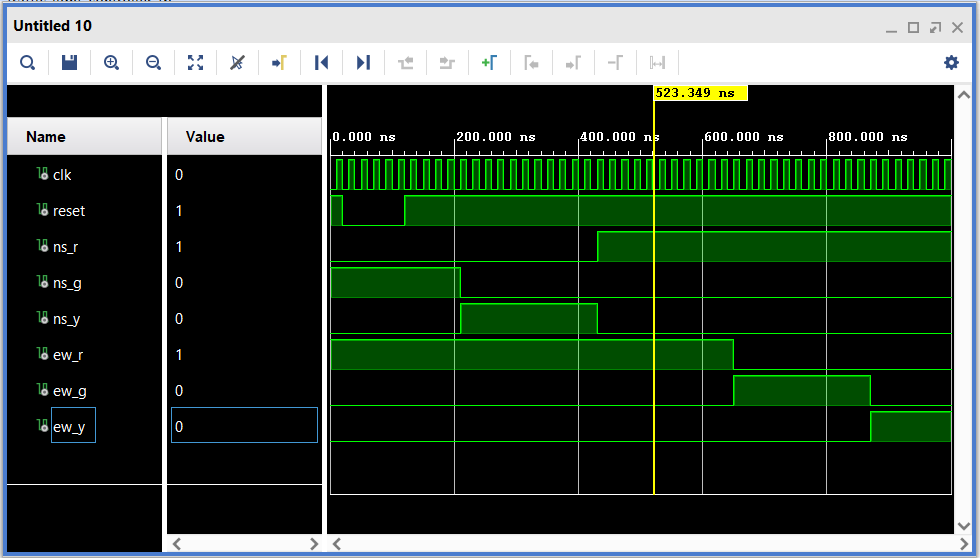 Untitled 10
523.349 ns
Name
Value
0.000 ns
200.000 ns
400.000 ns
600.000 ns
800.000 ns
clk
0
reset
1
ns_r
1
ns_g
0
ns_y
0
ew_r
1
ew_g
0
ew_y
0